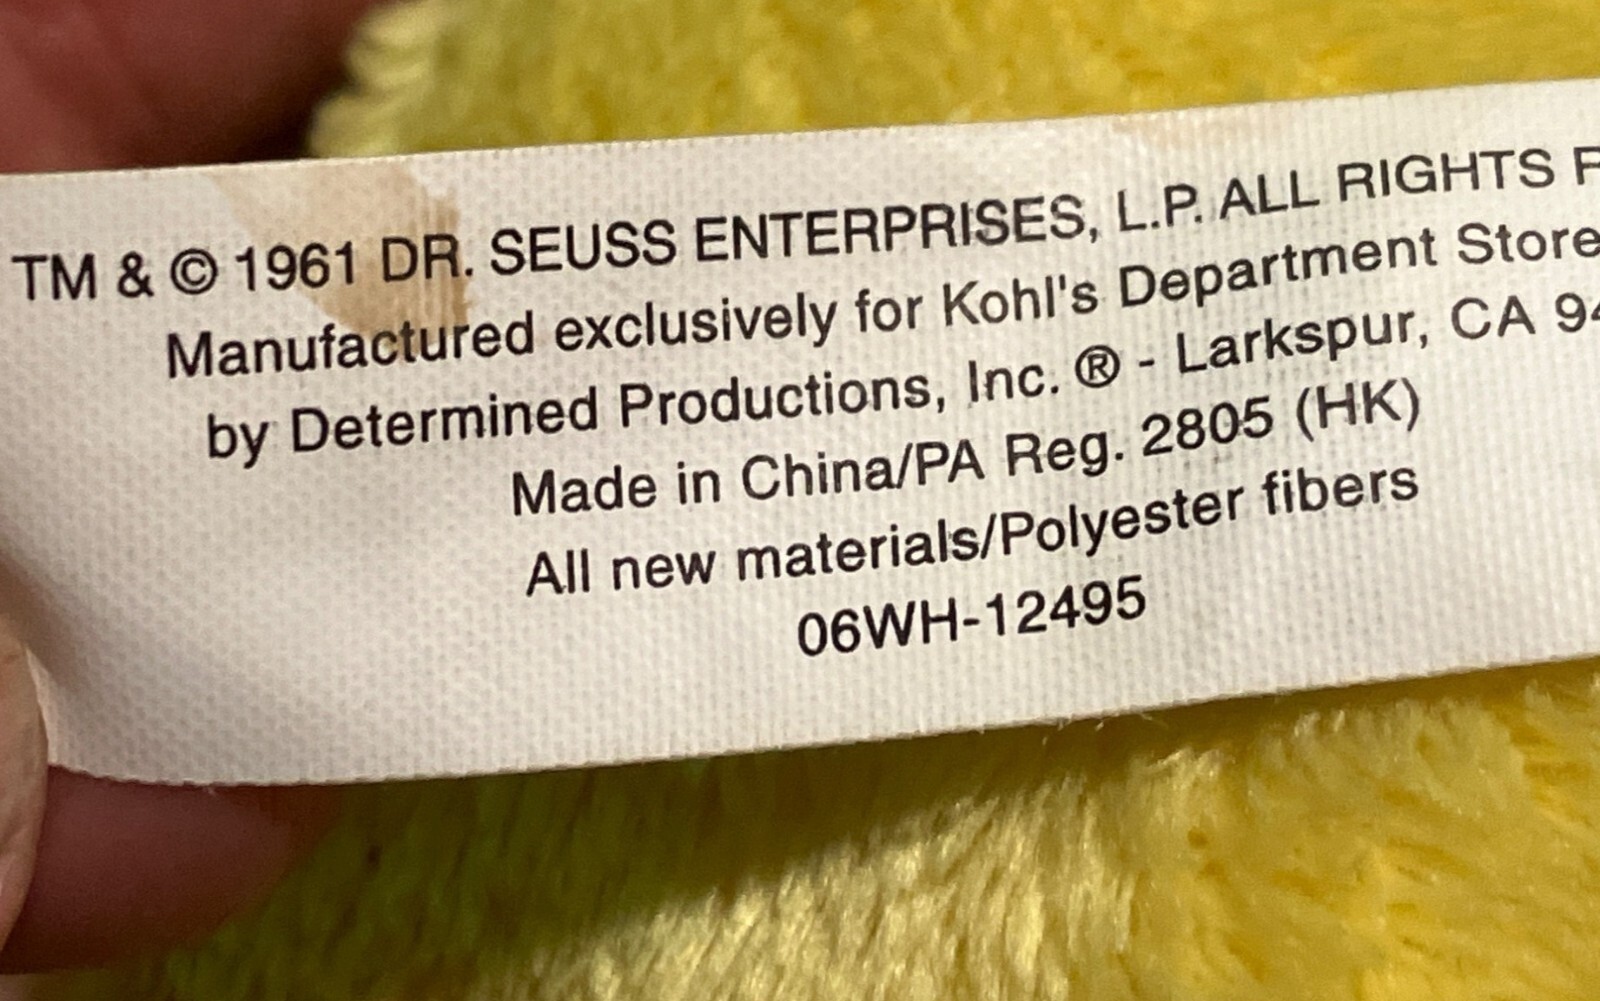 TM & © 1961 DR. SEUSS ENTERPRISES, L.P. ALL RIGHTS
Manufactured exclusively for Kohl's Department Store
by Determined Productions, Inc. ® - Larkspur, CA 94
Made in China/PA Reg. 2805 (HK)
All new materials/Polyester fibers
06WH-12495